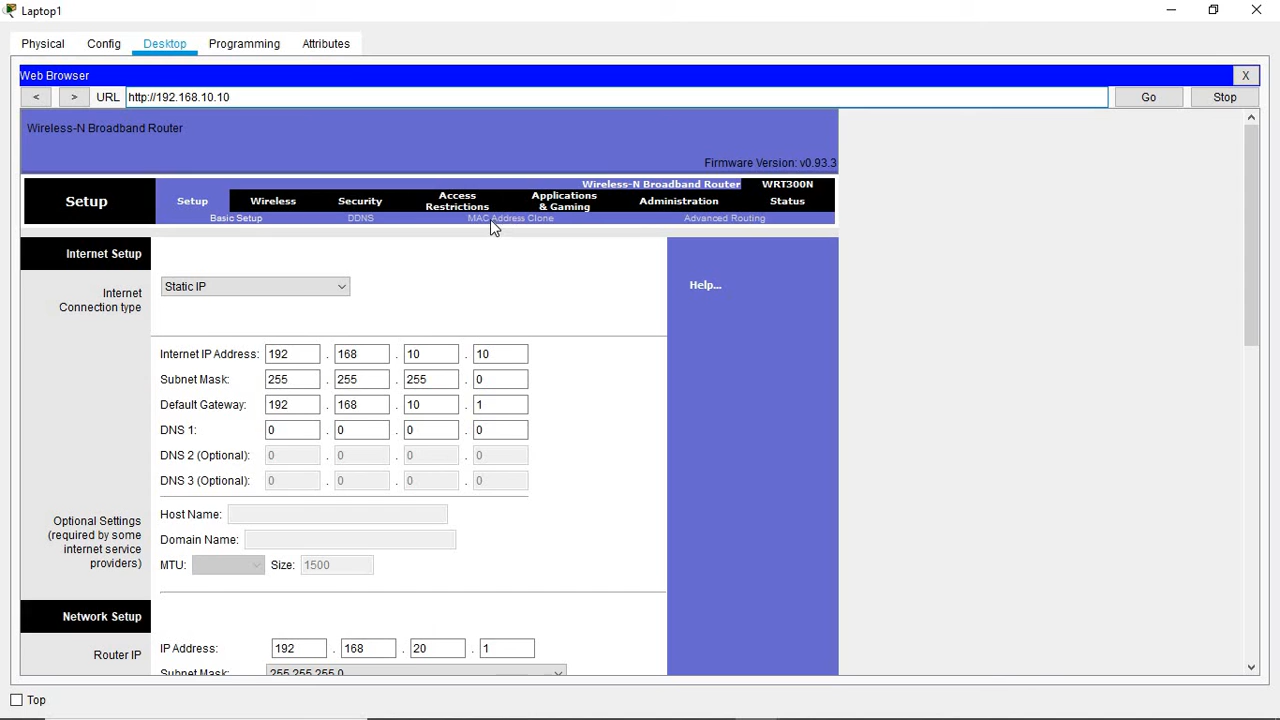 Laptop1
Physical Config Desktop Programming Attributes
Web Browser X
< > URL http://192.168.10.10 Go Stop
Wireless-N Broadband Router
Firmware Version: v0.93.3
Wireless-N Broadband Router WRT300N
Setup Setup Wireless Security Access Restrictions Applications & Gaming Administration Status
Basic Setup DDNS MAC Address Clone Advanced Routing
Internet Setup
Internet Connection type Static IP
Help...
Internet IP Address: 192 . 168 . 10 . 10
Subnet Mask: 255 . 255 . 255 . 0
Default Gateway: 192 . 168 . 10 . 1
DNS 1: 0 . 0 . 0 . 0
DNS 2 (Optional): 0 . 0 . 0 . 0
DNS 3 (Optional): 0 . 0 . 0 . 0
Optional Settings
(required by some
internet service
providers)
Host Name:
Domain Name:
MTU: Size: 1500
Network Setup
Router IP
IP Address: 192 . 168 . 20 . 1
Subnet Mask: 255.255.255.0
Top